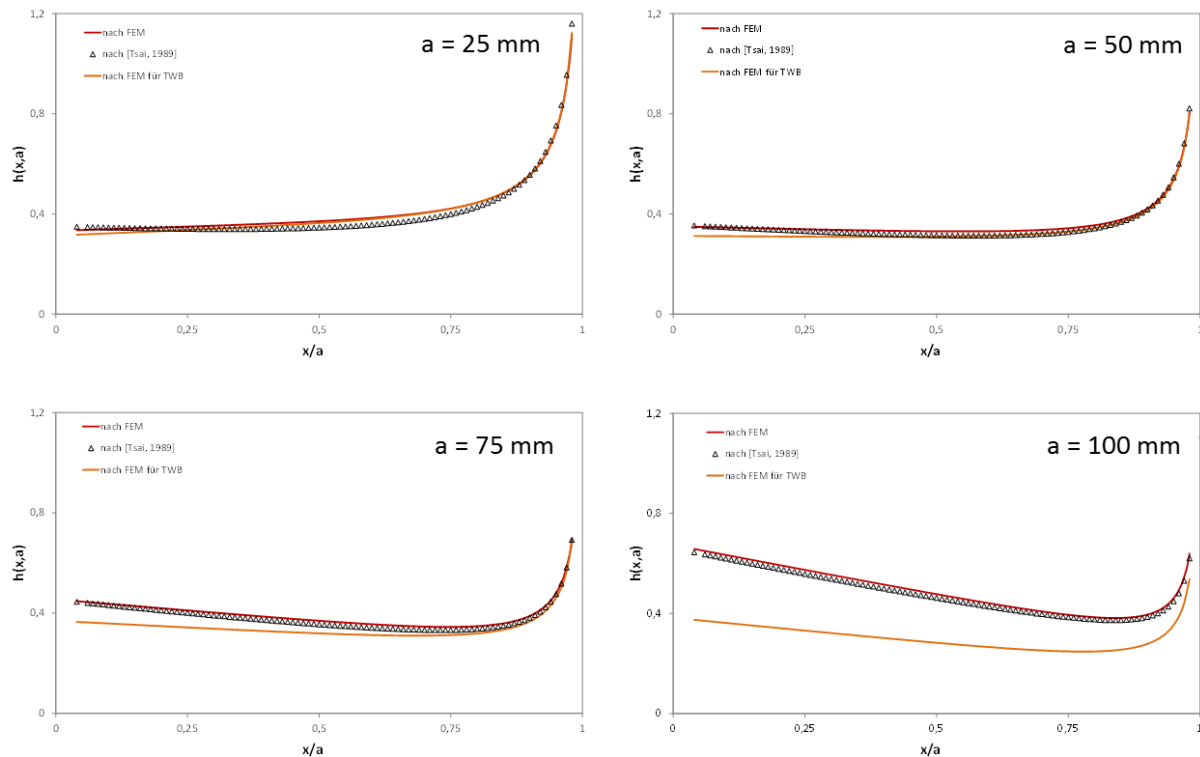 1,2
0,8
0,4
0
h(x,a)
nach FEM
nach [Tsai, 1989]
nach FEM für TWB
a = 25 mm
0
0,25
0,5
0,75
1
x/a
1,2
0,8
0,4
0
h(x,a)
nach FEM
nach [Tsai, 1989]
nach FEM für TWB
a = 50 mm
0
0,25
0,5
0,75
1
x/a
1,2
0,8
0,4
0
h(x,a)
nach FEM
nach [Tsai, 1989]
nach FEM für TWB
a = 75 mm
0
0,25
0,5
0,75
1
x/a
1,2
0,8
0,4
0
h(x,a)
nach FEM
nach [Tsai, 1989]
nach FEM für TWB
a = 100 mm
0
0,25
0,5
0,75
1
x/a